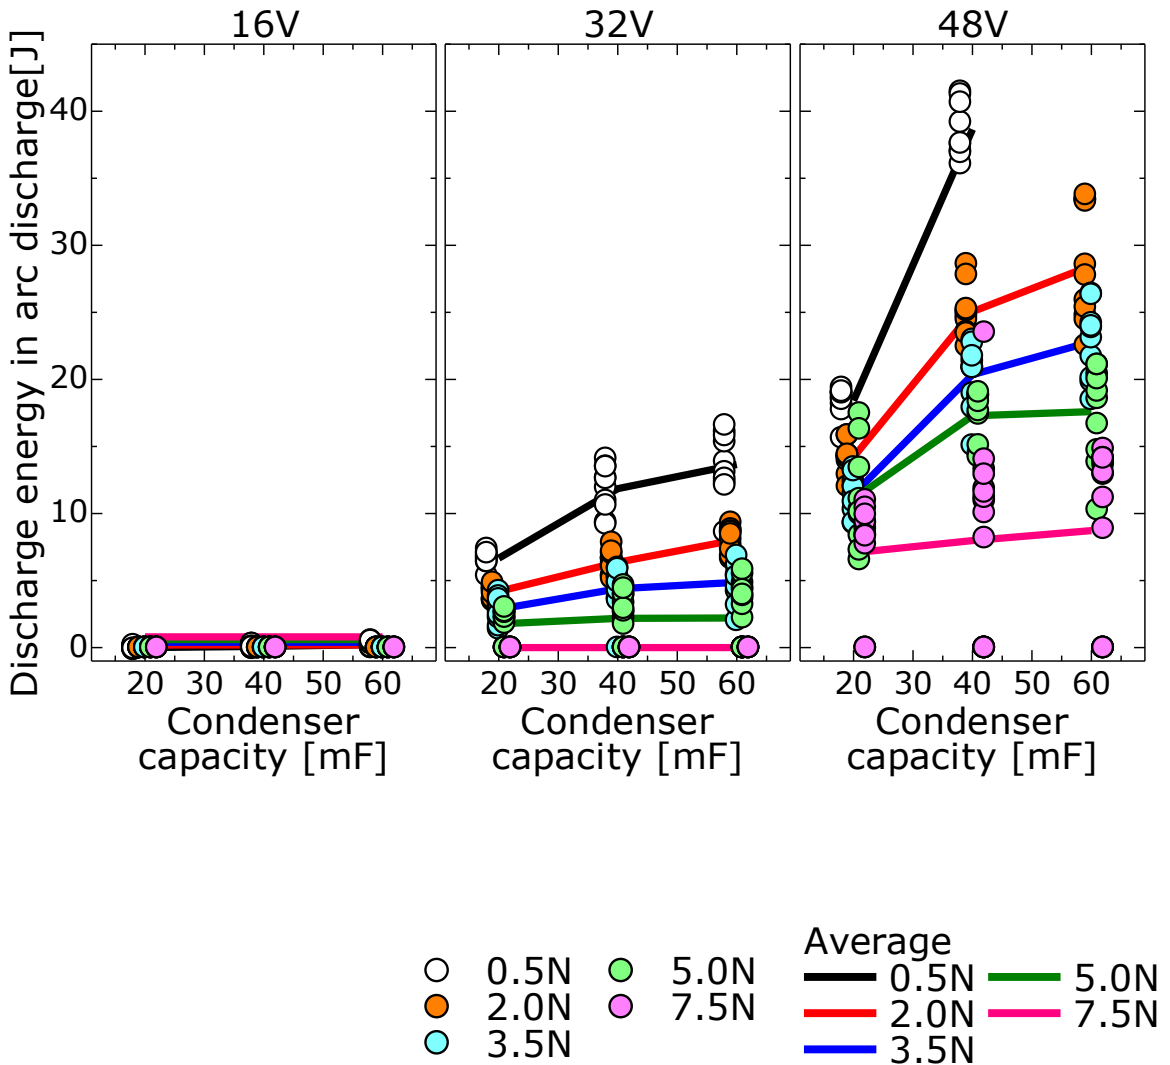 16V 32V 48V
Discharge energy in arc discharge[J]
40
30
20
10
0
20 30 40 50 60 20 30 40 50 60 20 30 40 50 60
Condenser Condenser Condenser
capacity [mF] capacity [mF] capacity [mF]
Average
0.5N 5.0N 0.5N 5.0N
2.0N 7.5N 2.0N 7.5N
3.5N 3.5N